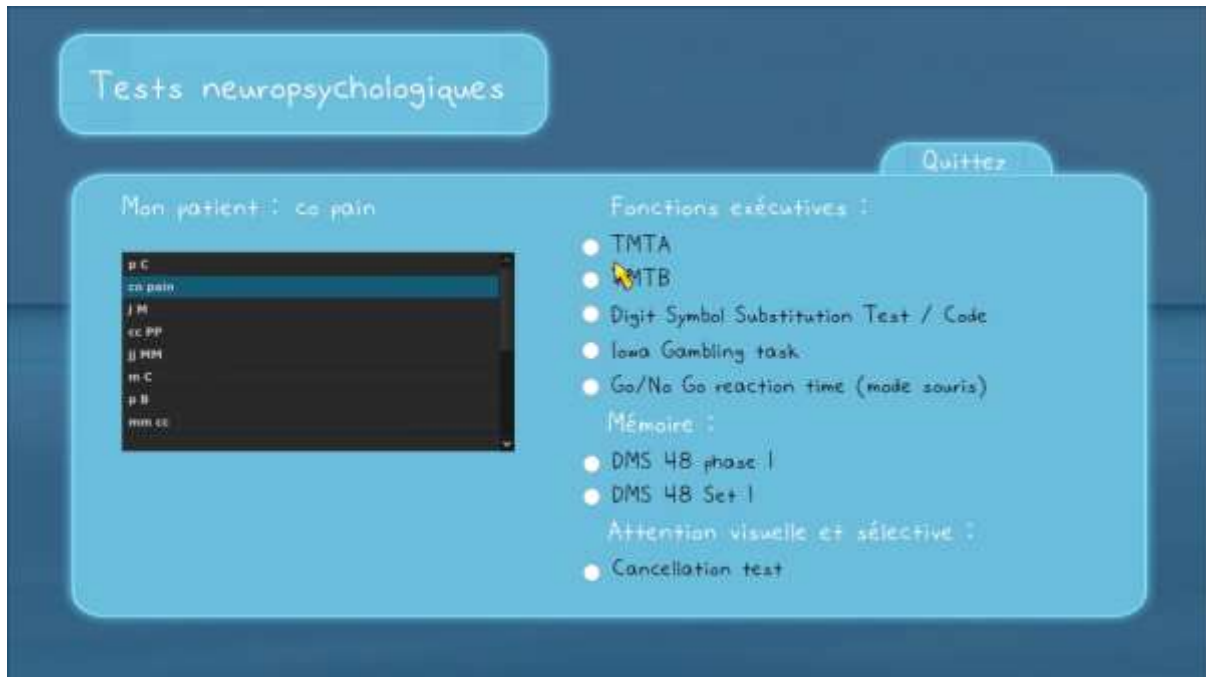 Tests neuropsychologiques
Quittez
Mon patient : co pain
p C
co pain
J M
cc PP
jj MM
m C
p B
mm cc
Fonctions exécutives :
TMTA
MTB
Digit Symbol Substitution Test / Code
Iowa Gambling task
Go/No Go reaction time (mode souris)
Mémoire :
DMS 48 phase 1
DMS 48 Set 1
Attention visuelle et sélective :
Cancellation test